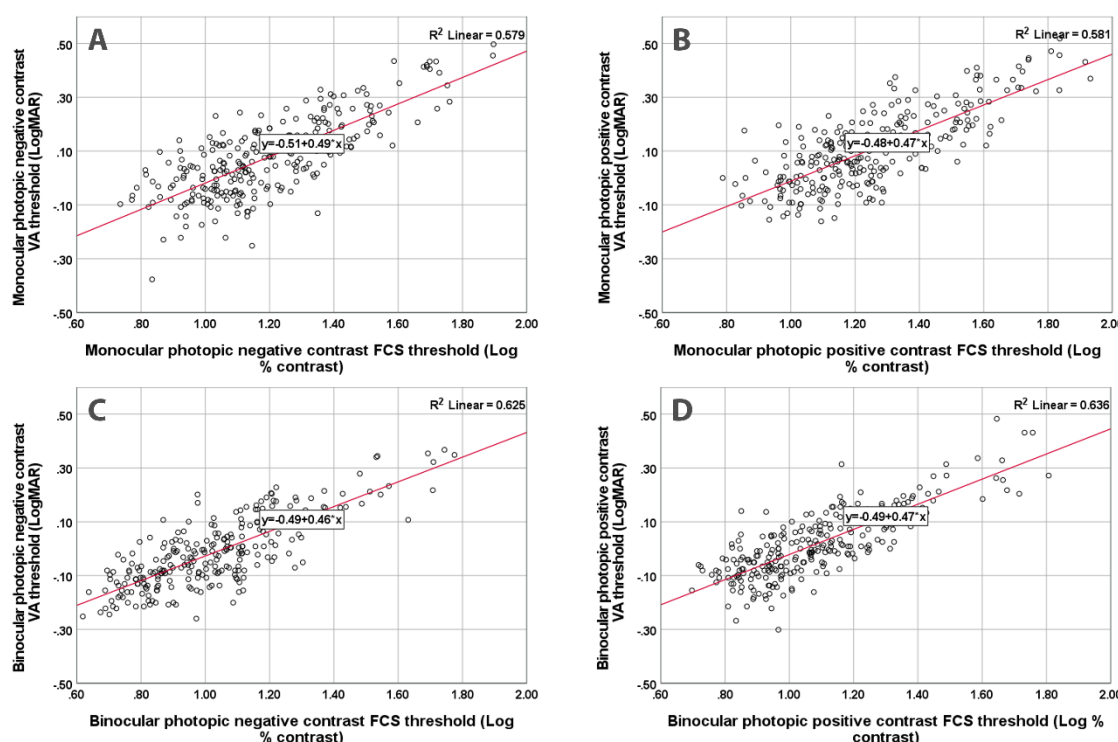 A
R² Linear = 0.579
Monocular photopic negative contrast
VA threshold (LogMAR)
.50
.30
.10
-.10
-.30
-.50
y=-0.51+0.49*x
.60 .80 1.00 1.20 1.40 1.60 1.80 2.00
Monocular photopic negative contrast FCS threshold (Log
% contrast)
B
R² Linear = 0.581
Monocular photopic positive contrast
VA threshold (LogMAR)
.50
.30
.10
-.10
-.30
-.50
y=-0.48+0.47*x
.60 .80 1.00 1.20 1.40 1.60 1.80 2.00
Monocular photopic positive contrast FCS threshold (Log
% contrast)
C
R² Linear = 0.625
Binocular photopic negative contrast
VA threshold (LogMAR)
.50
.30
.10
-.10
-.30
-.50
y=-0.49+0.46*x
.60 .80 1.00 1.20 1.40 1.60 1.80 2.00
Binocular photopic negative contrast FCS threshold (Log
% contrast)
D
R² Linear = 0.636
Binocular photopic positive contrast
VA threshold (LogMAR)
.50
.30
.10
-.10
-.30
-.50
y=-0.49+0.47*x
.60 .80 1.00 1.20 1.40 1.60 1.80 2.00
Binocular photopic positive contrast FCS threshold (Log %
contrast)